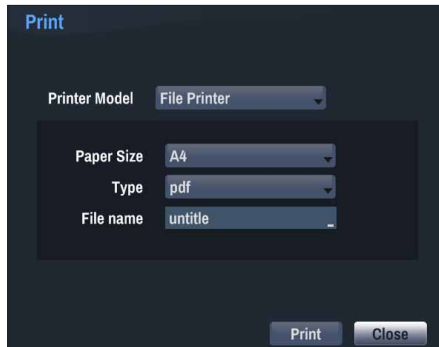 Print
Printer Model File Printer
Paper Size A4
Type pdf
File name untitle
Print Close